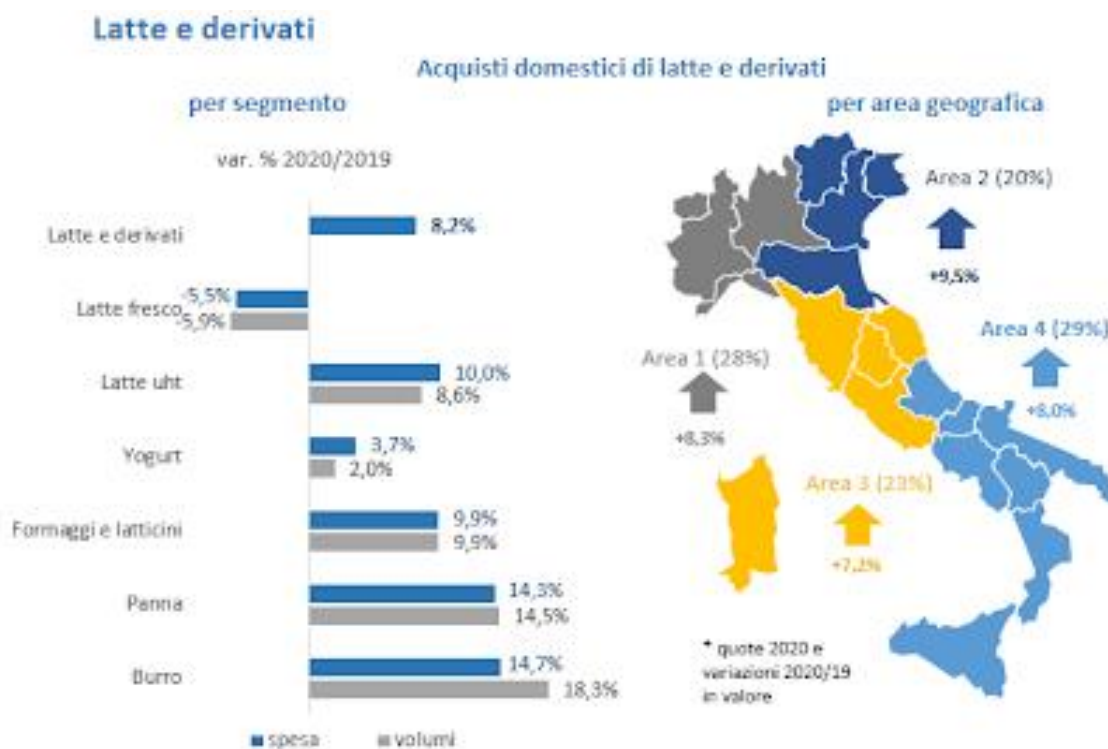 Latte e derivati
Acquisti domestici di latte e derivati
per segmento
per area geografica
var. % 2020/2019
Latte e derivati
8,2%
Latte fresco
-5,5%
-5,9%
Latte uht
10,0%
8,6%
Yogurt
3,7%
2,0%
Formaggi e latticini
9,9%
9,9%
Panna
14,3%
14,5%
Burro
14,7%
18,3%
spesa
volumi
Area 2 (20%)
+9,5%
Area 4 (29%)
+8,0%
Area 1 (28%)
+8,3%
Area 3 (23%)
+7,2%
* quote 2020 e
variazioni 2020/19
in valore